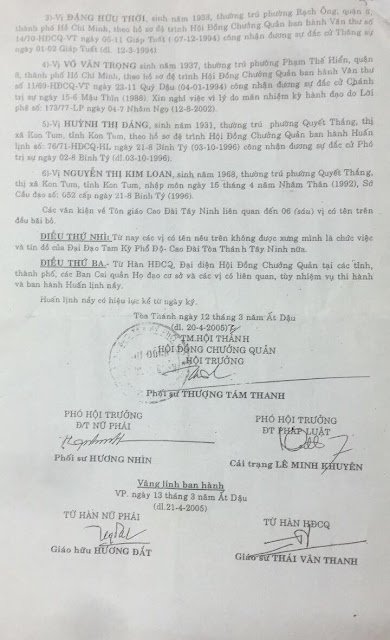 3)-Vị ĐẶNG HỮU THỜI, sinh năm 1938, thường trú phường Rạch Ông, quận 8,
thành phố Hồ Chí Minh, theo hồ sơ đệ trình Hội Đồng Chưởng Quản ban hành Văn thư số
14/70-HĐCQ-VT ngày 05-11 Giáp Tuất ( 07-12-1994) công nhận đương sự đắc cử Thông sự
ngày 01-02 Giáp Tuất (dl. 12-3-1994)
4)-Vị VÕ VĂN TRỌNG sinh năm 1937, thường trú phường Phạm Thế Hiển, quận
8, thành phố Hồ Chí Minh, theo hồ sơ đệ trình Hội Đồng Chưởng Quản ban hành Văn thư
số 11/69-HĐCQ-VT ngày 23-11 Quý Dậu (04-01-1994) công nhận đương sự đắc cử Chánh
trị sự ngày 15-6 Mậu Thìn (1988). Xin nghỉ việc vì lý do mãn nhiệm kỳ hành đạo do Lời
phê số: 173/77-LP ngày 04-7 Nhâm Ngọ (12-8-2002).
5)-Vị HUỲNH THỊ ĐÁNG, sinh năm 1931, thường trú phường Quyết Thắng, thị
xã Kon Tum, tỉnh Kon Tum, theo hồ sơ đệ trình Hội Đồng Chưởng Quản ban hành Huấn
lịnh số: 76/71-HĐCQ-HL ngày 21-8 Bính Tý (03-10-1996) công nhận đương sự đắc cử Phó
trị sự ngày 02-8 Bính Tý (dl.03-10-1996).
6)-Vị NGUYỄN THỊ KIM LOAN, sinh năm 1968, thường trú phường Quyết Thắng,
thị xã Kon Tum, tỉnh Kon Tum, nhập môn ngày 15 tháng 4 năm Nhâm Thân (1992), Sớ
Cầu đạo số: 052 cấp ngày 21-8 Bính Tý (1996).
Các văn kiện về Tôn giáo Cao Đài Tây Ninh liên quan đến 06 (sáu) vị có tên trên
đều bãi bỏ.
ĐIỀU THỨ NHÌ: Từ nay các vị có tên nêu trên không được xưng mình là chức việc
và tín đồ của Đại Đạo Tam Kỳ Phổ Độ- Cao Đài Tòa Thánh Tây Ninh nữa.
ĐIỀU THỨ BA.- Từ Hàn HĐCQ, Đại diện Hội Đồng Chưởng Quản tại các tỉnh,
thành phố, các Ban Cai quản Họ đạo cơ sở và các vị có liên quan, tùy nhiệm vụ thi hành
và ban hành Huấn lịnh nầy.
Huấn lịnh nầy có hiệu lực kể từ ngày ký.
Tòa Thánh ngày 12 tháng 3 năm Ất Dậu
(dl. 20-4-2005)
TM.HỘI THÁNH
HỘI ĐỒNG CHƯỞNG QUẢN
HỘI TRƯỞNG
Phối sư THƯỢNG TÁM THANH
PHÓ HỘI TRƯỞNG
Đ/T NỮ PHÁI
Phối sư HƯƠNG NHÌN
PHÓ HỘI TRƯỞNG
ĐT PHÁP LUẬT
Cải trạng LÊ MINH KHUYÊN
Vâng lịnh ban hành
VP. ngày 13 tháng 3 năm Ất Dậu
(dl.21-4-2005)
TỪ HÀN NỮ PHÁI
Giáo hữu HƯƠNG ĐẤT
TỪ HÀN HĐCQ
Giáo sư THÁI VĂN THANH